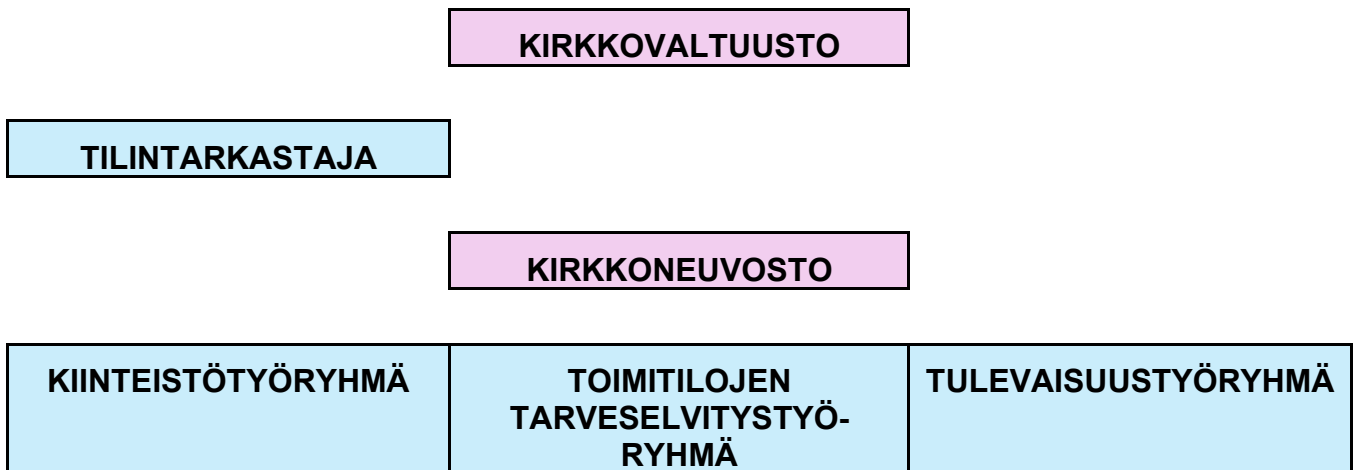 KIRKKOVALTUUSTO
TILINTARKASTAJA
KIRKKONEUVOSTO
KIINTEISTÖTYÖRYHMÄ
TOIMITILOJEN
TARVESELVITYSTYÖ-
RYHMÄ
TULEVAISUUSTYÖRYHMÄ